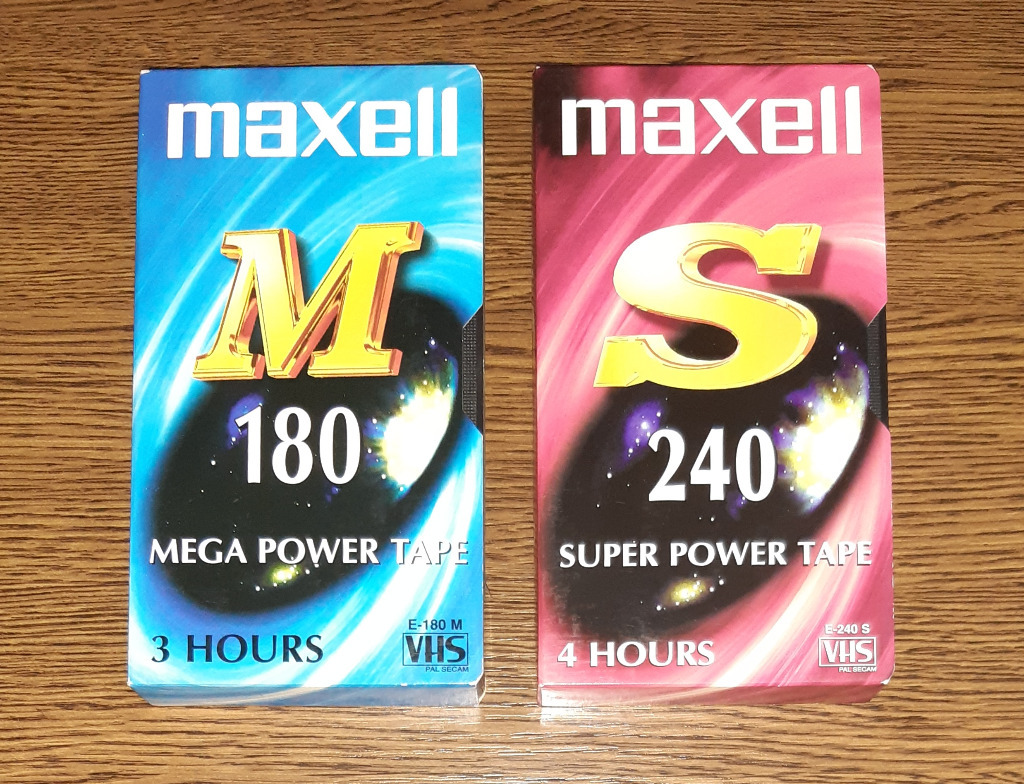 maxell
M
180
MEGA POWER TAPE
3 HOURS
E-180 M
VHS
PAL SECAM
maxell
S
240
SUPER POWER TAPE
4 HOURS
E-240 S
VHS
PAL SECAM